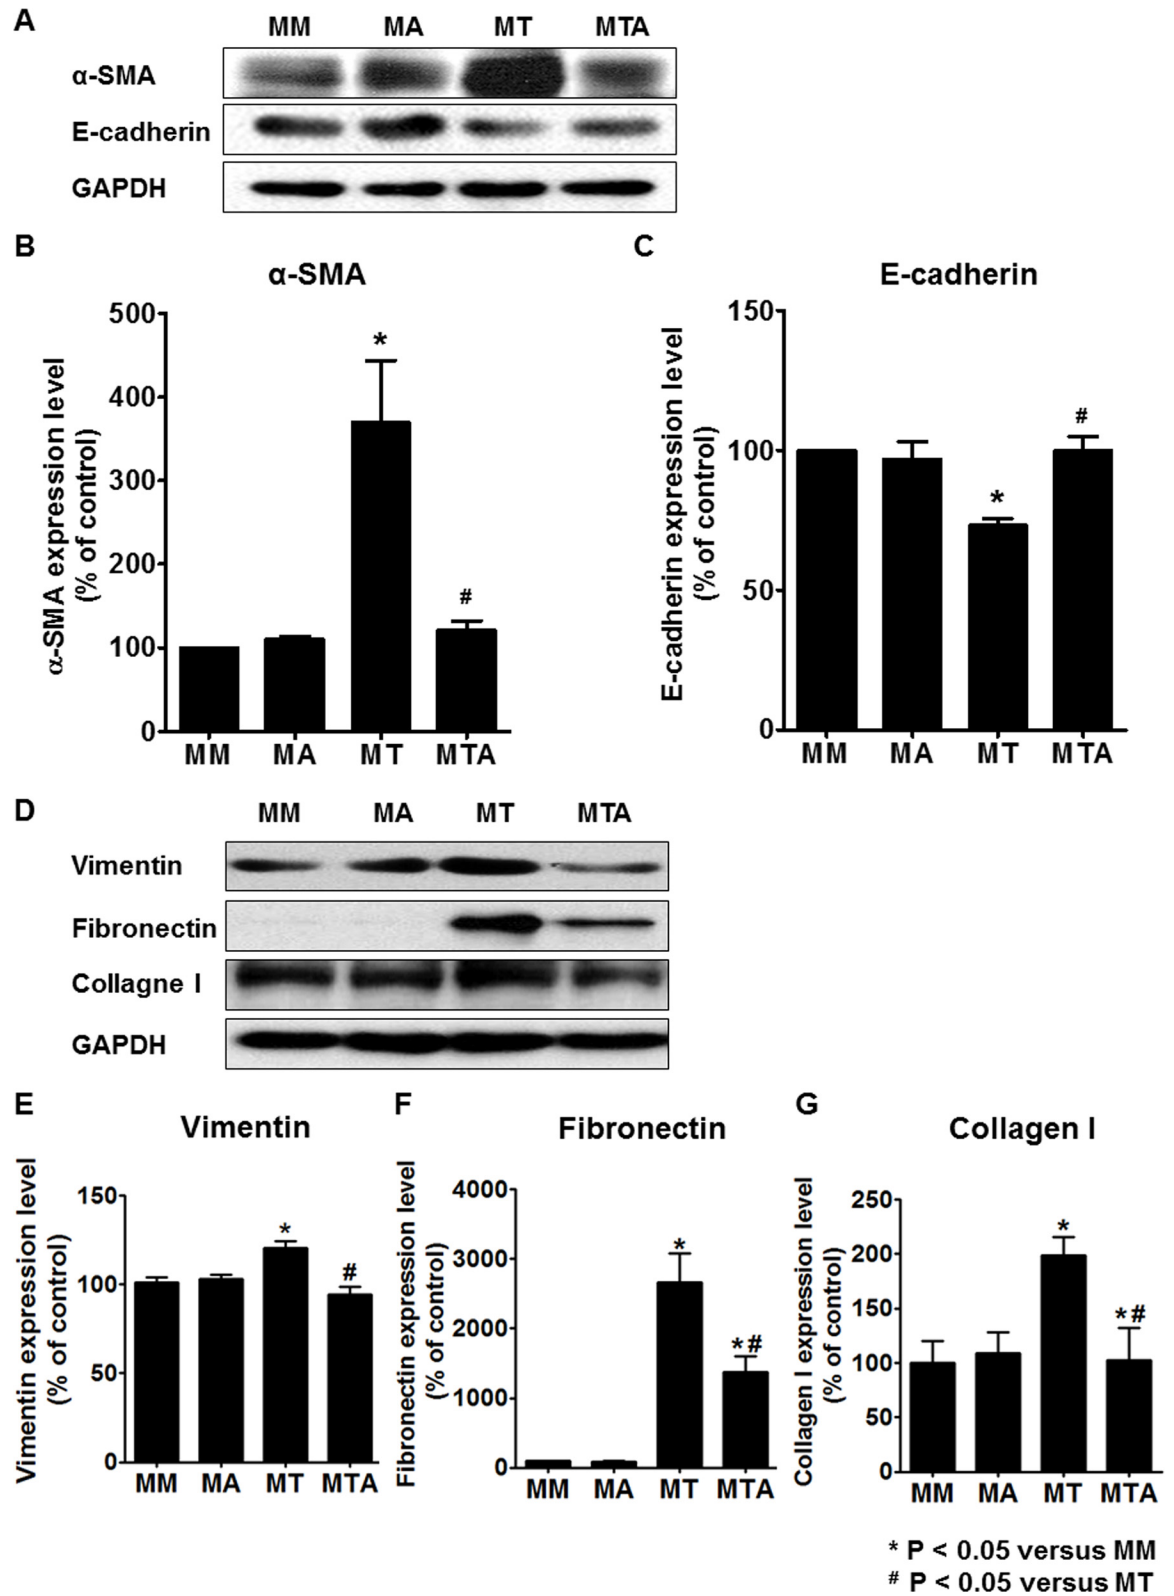 A
MM MA MT MTA
α-SMA
E-cadherin
GAPDH
B
α-SMA
α-SMA expression level
(% of control)
500
400
300
200
100
0
MM MA MT MTA
*
#
C
E-cadherin
E-cadherin expression level
(% of control)
150
100
50
0
MM MA MT MTA
*
#
D
MM MA MT MTA
Vimentin
Fibronectin
Collagne I
GAPDH
E
Vimentin
Vimentin expression level
(% of control)
150
100
50
0
MM MA MT MTA
*
#
F
Fibronectin
Fibronectin expression level
(% of control)
4000
3000
2000
1000
0
MM MA MT MTA
*
*#
G
Collagen I
Collagen I expression level
(% of control)
250
200
150
100
50
0
MM MA MT MTA
*
*#
* P < 0.05 versus MM
# P < 0.05 versus MT